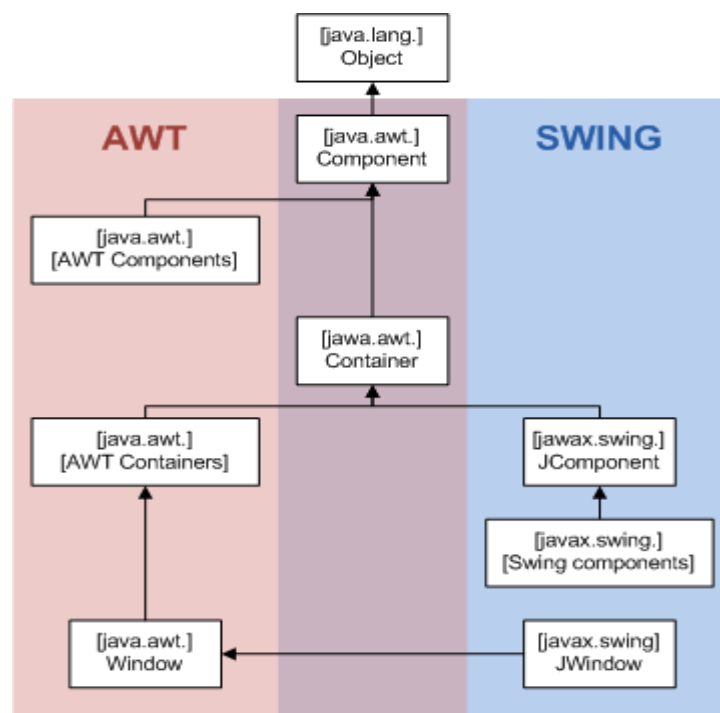 [java.lang.]
Object
AWT
[java.awt.]
Component
SWING
[java.awt.]
[AWT Components]
[jawa.awt.]
Container
[java.awt.]
[AWT Containers]
[jawax.swing.]
JComponent
[javax.swing.]
[Swing components]
[java.awt.]
Window
[javax.swing]
JWindow